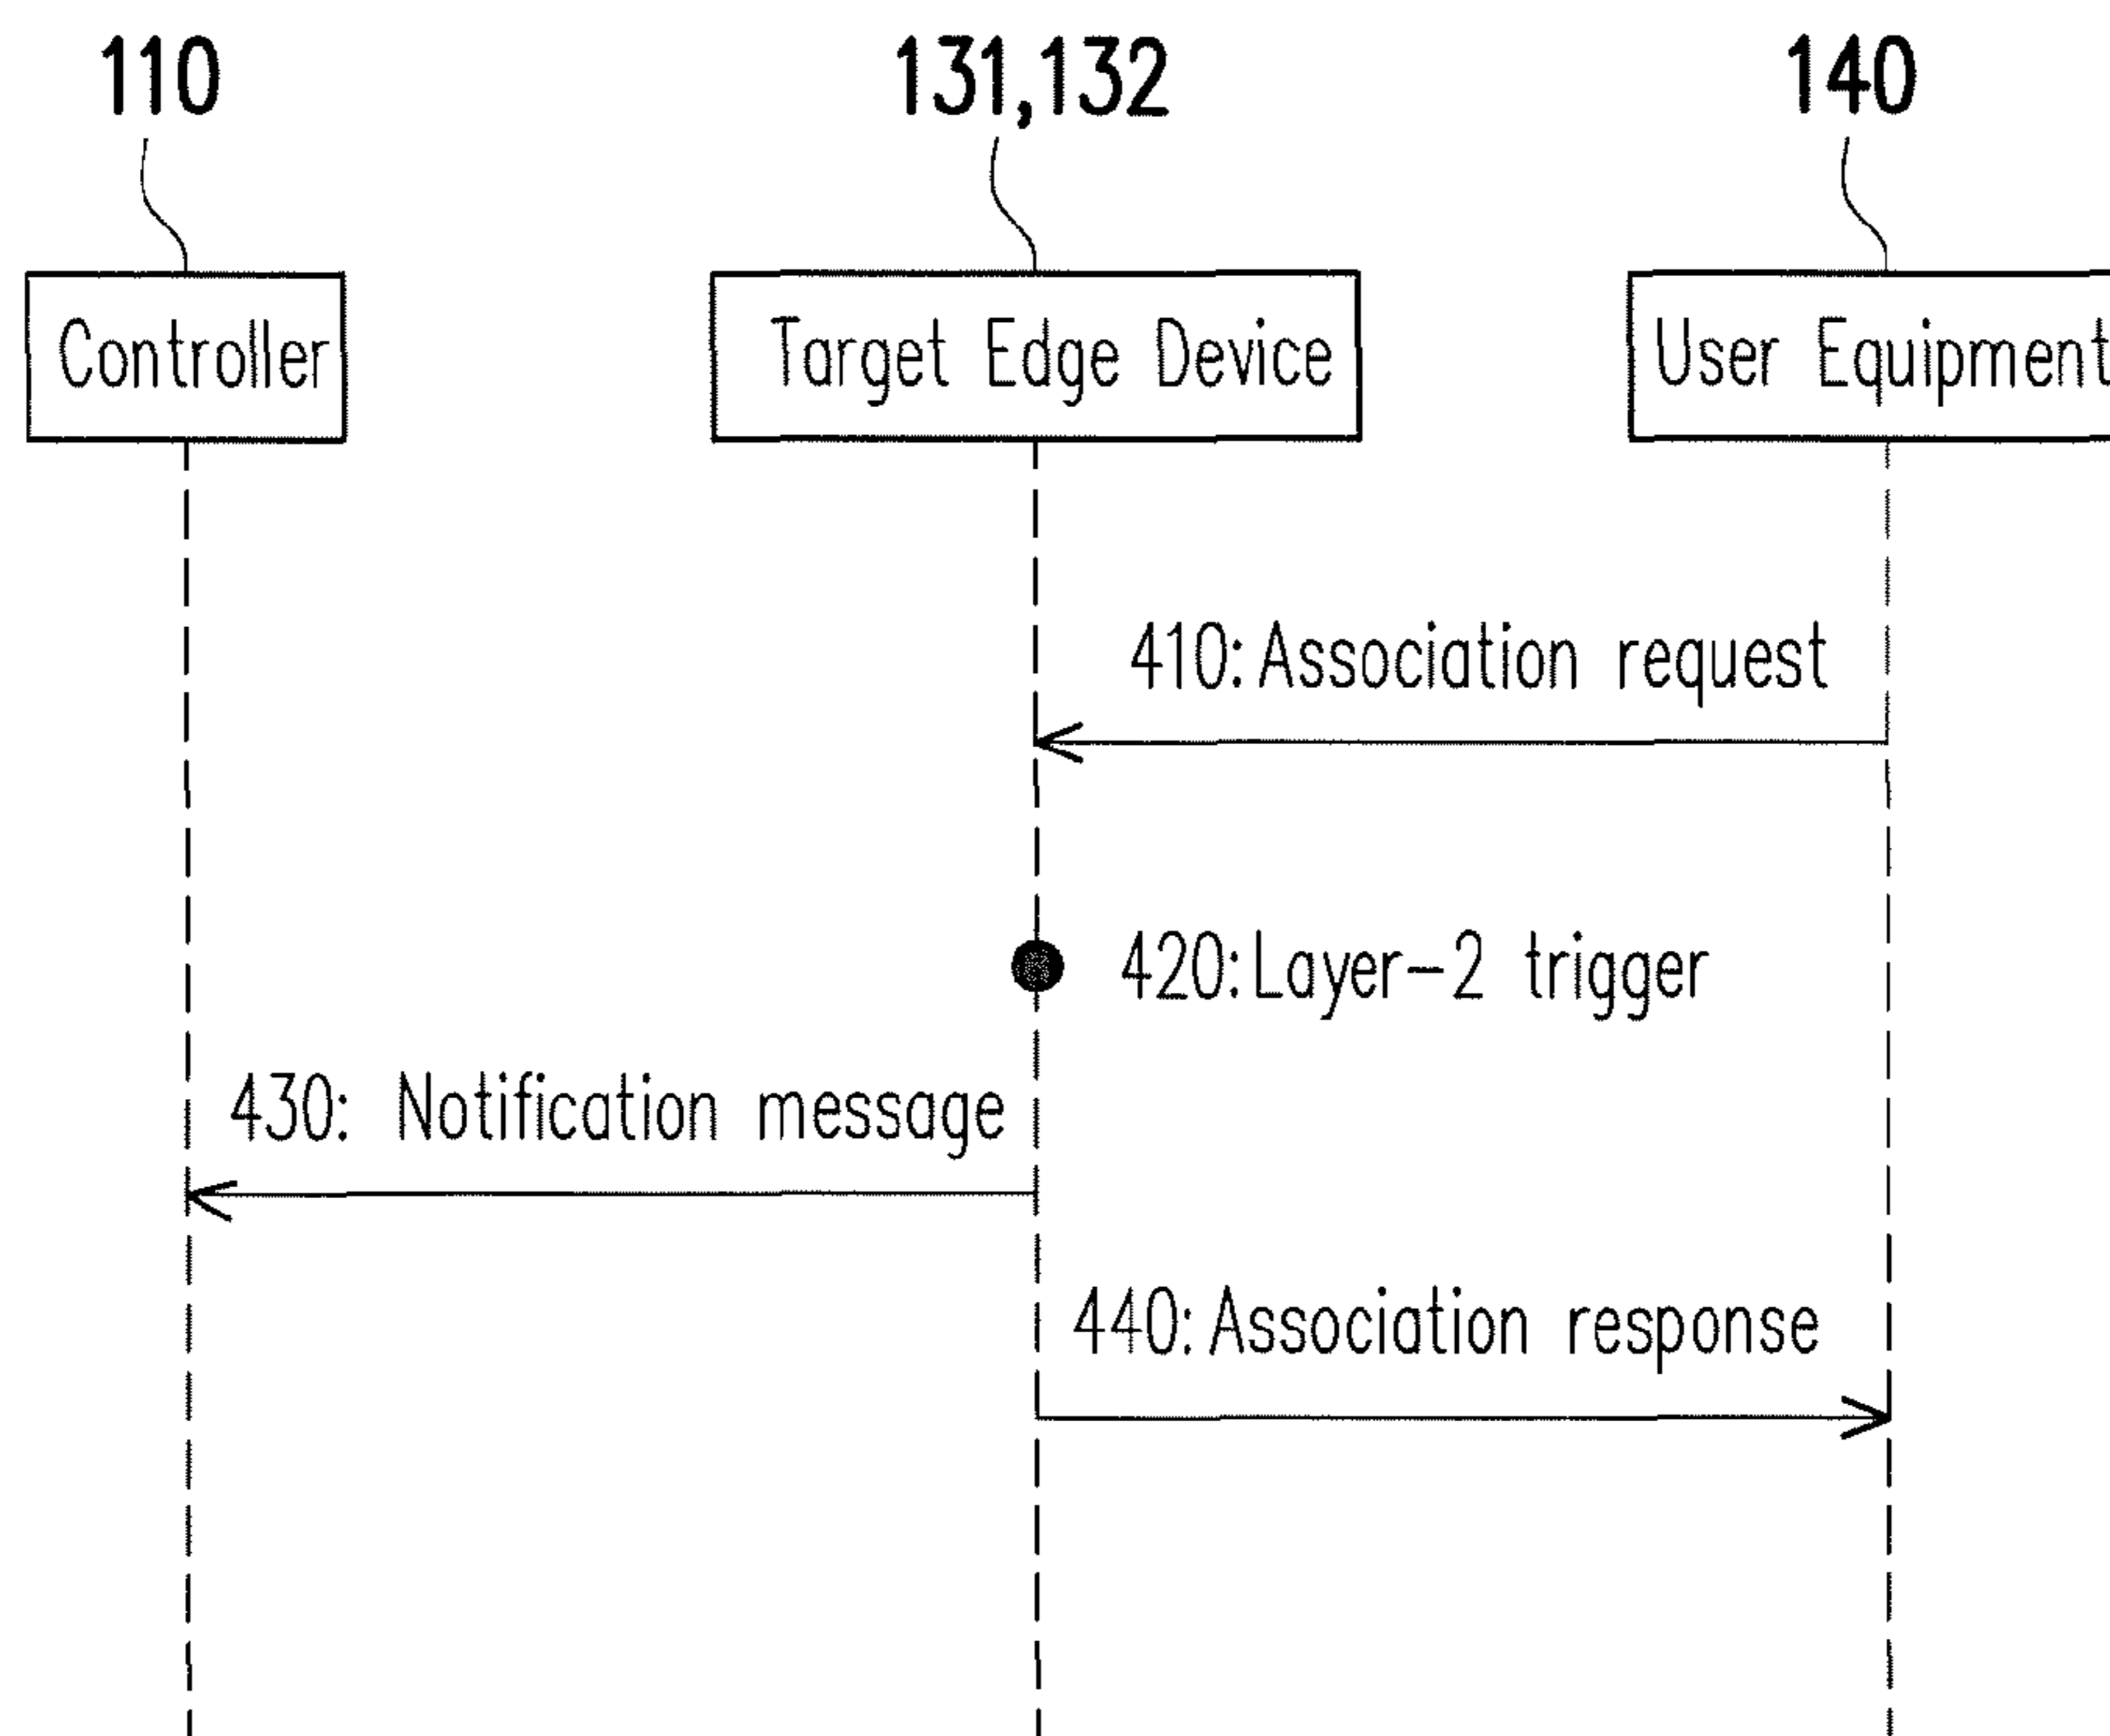 110
131,132
140
Controller
Target Edge Device
User Equipment
410:Association request
420:Layer-2 trigger
430: Notification message
440:Association response